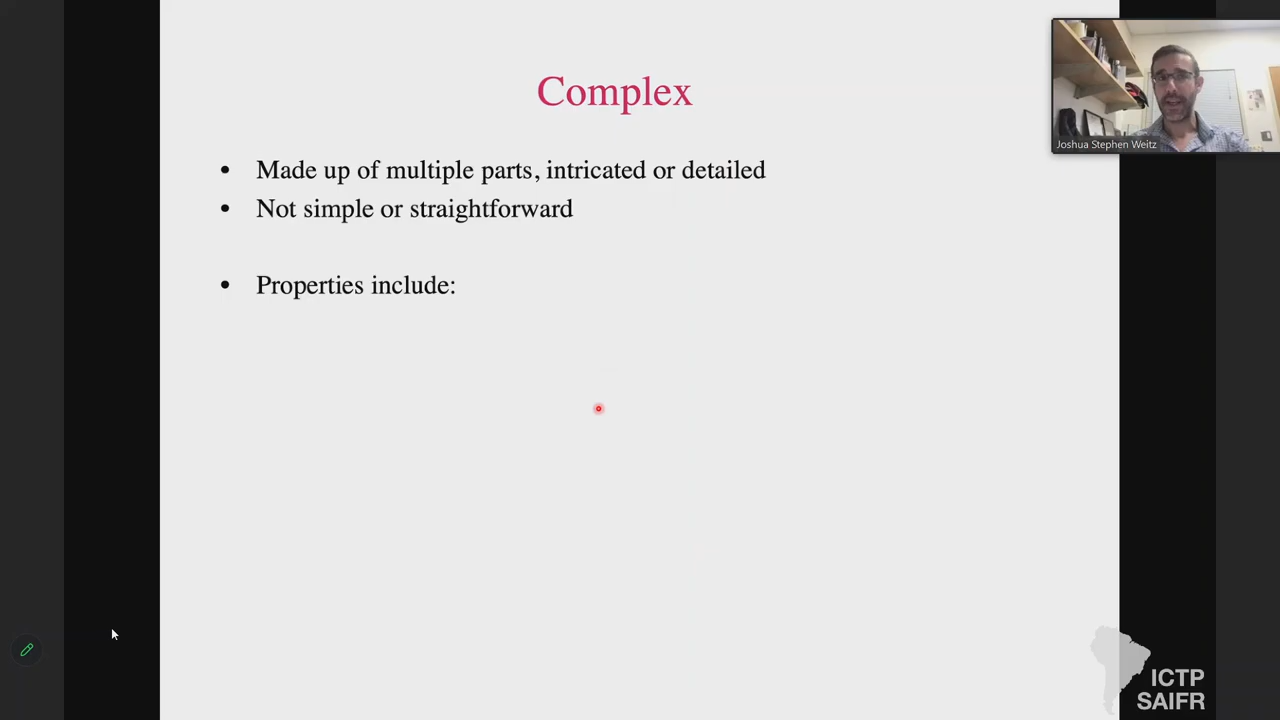 Complex
Joshua Stephen Weitz
• Made up of multiple parts, intricated or detailed
• Not simple or straightforward
• Properties include:
ICTP
SAIFR